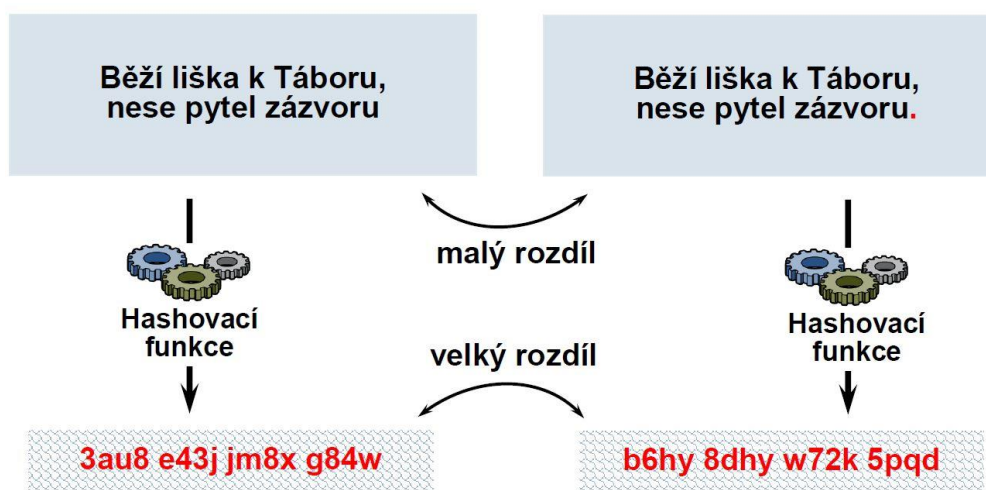 Běží liška k Táboru,
nese pytel zázvoru
Běží liška k Táboru,
nese pytel zázvoru.
malý rozdíl
Hashovací
funkce
Hashovací
funkce
velký rozdíl
3au8 e43j jm8x g84w
b6hy 8dhy w72k 5pqd